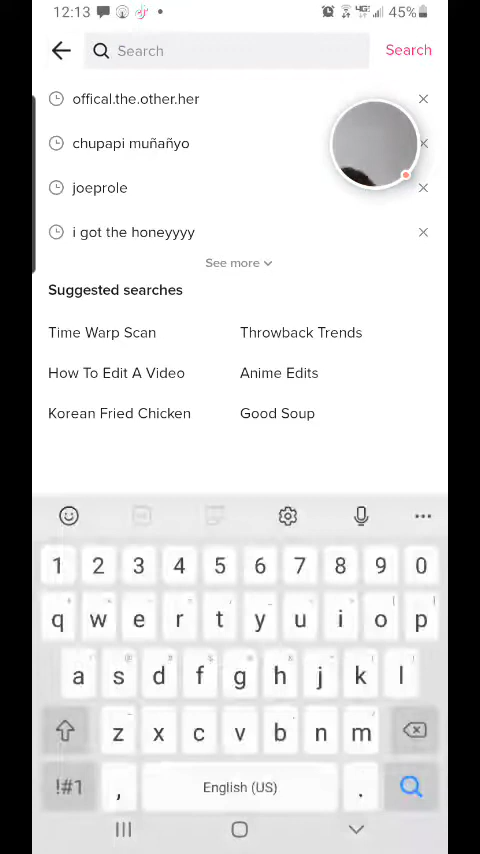 12:13 45%
Search Search
offical.the.other.her
chupapi muñañyo
joeprole
i got the honeyyyy
See more
Suggested searches
Time Warp Scan Throwback Trends
How To Edit A Video Anime Edits
Korean Fried Chicken Good Soup
1 2 3 4 5 6 7 8 9 0
q w e r t y u i o p
a s d f g h j k l
z x c v b n m
!#1 , English (US) .